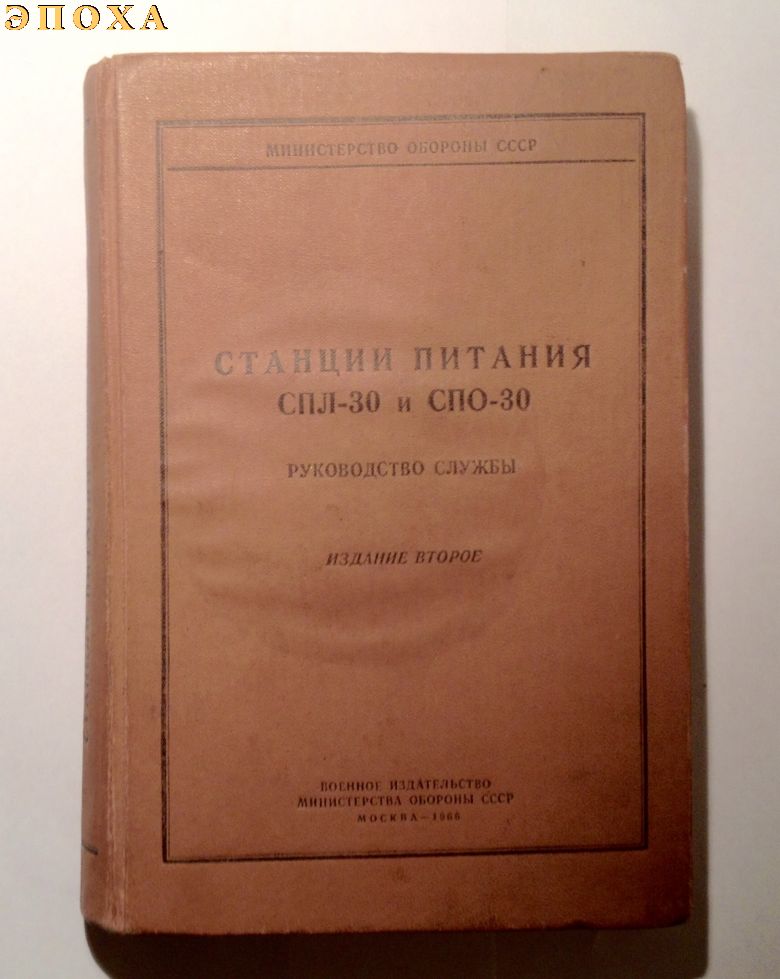 ЭПОХА
МИНИСТЕРСТВО ОБОРОНЫ СССР
СТАНЦИИ ПИТАНИЯ
СПЛ-30 и СПО-30
РУКОВОДСТВО СЛУЖБЫ
ИЗДАНИЕ ВТОРОЕ
ВОЕННОЕ ИЗДАТЕЛЬСТВО
МИНИСТЕРСТВА ОБОРОНЫ СССР
МОСКВА—1966